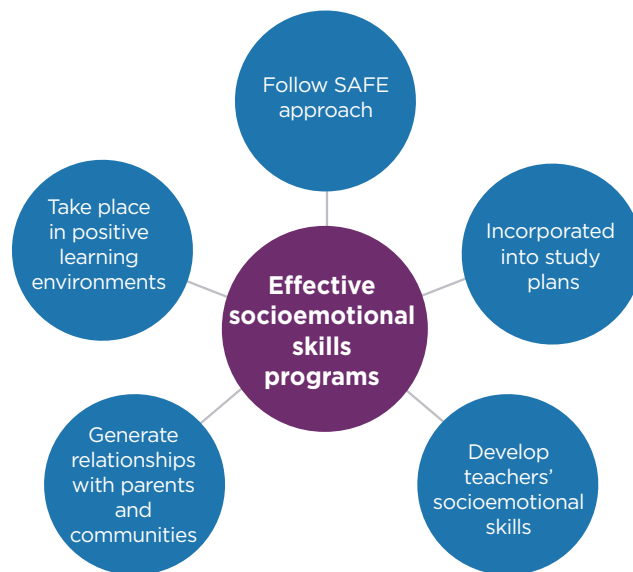 Follow SAFE
approach
Take place
in positive
learning
environments
Incorporated
into study
plans
Effective
socioemotional
skills
programs
Generate
relationships
with parents
and
communities
Develop
teachers’
socioemotional
skills